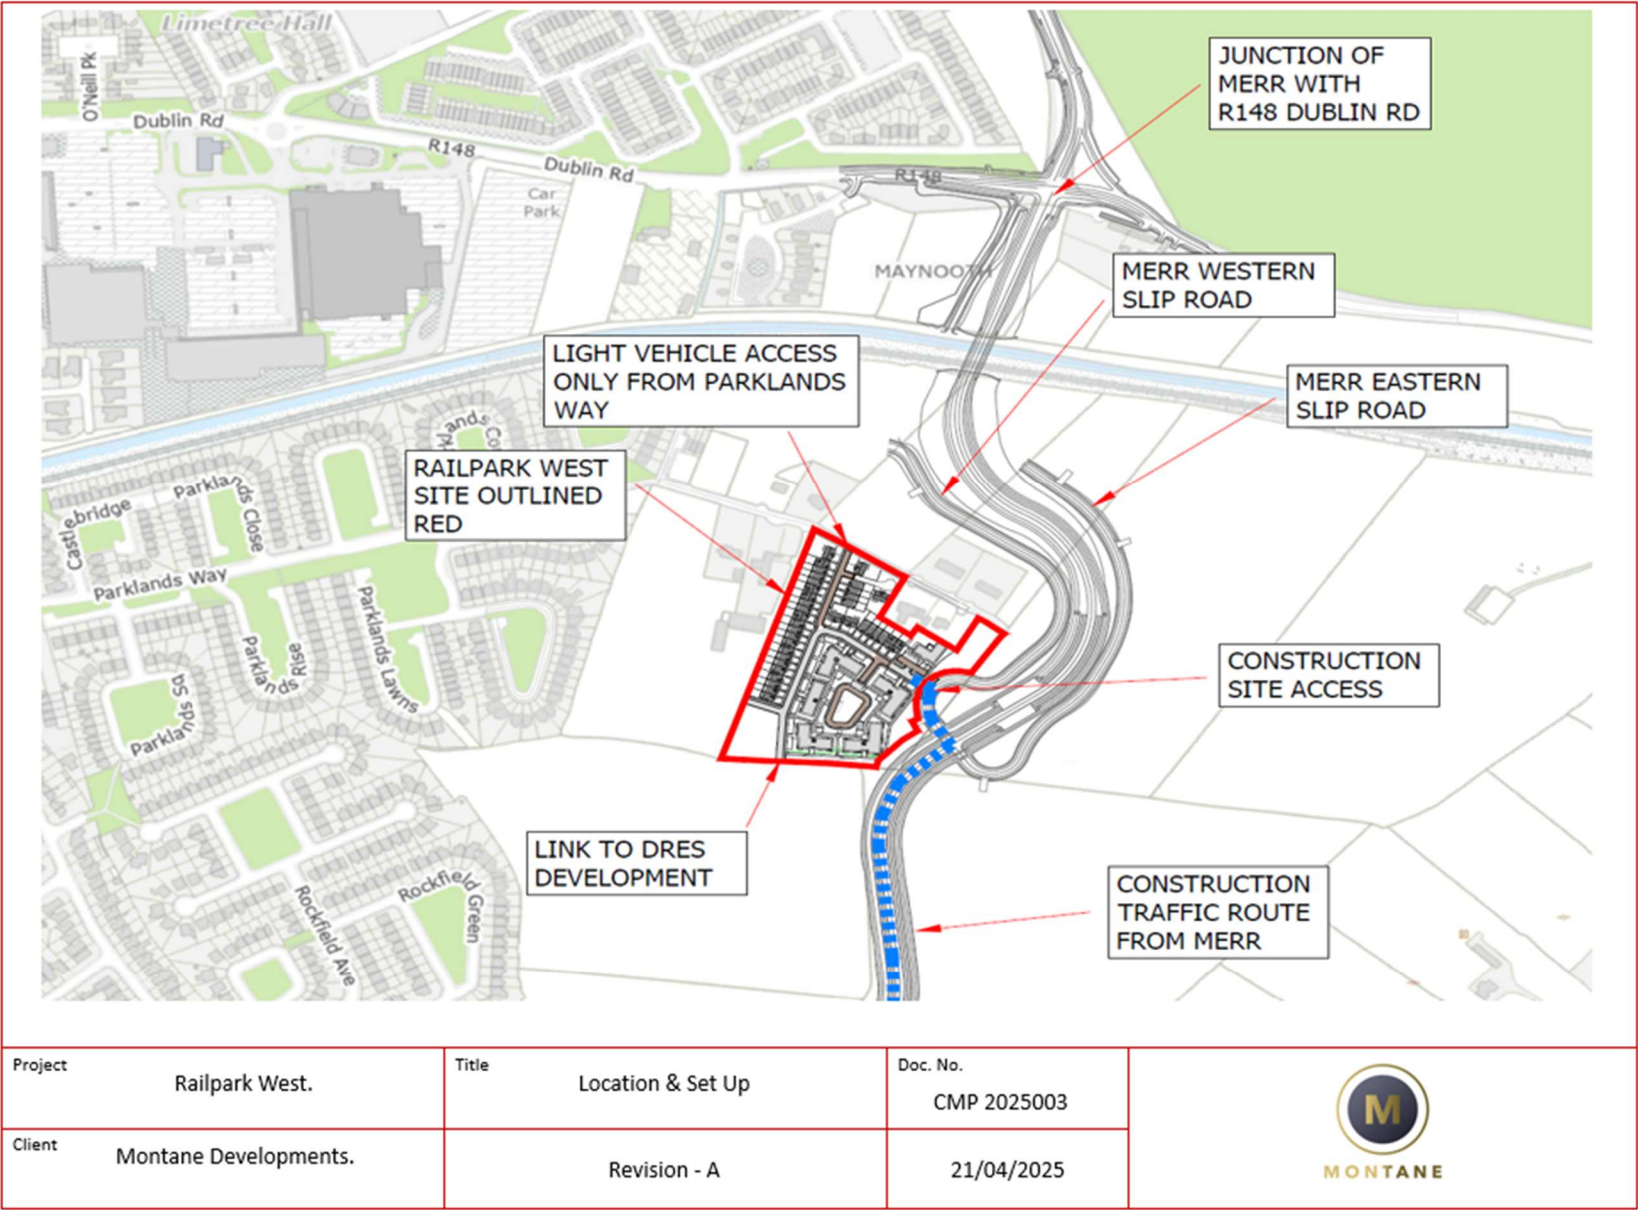 Limetree Hall
O'Neill Pk
Dublin Rd
R148
Dublin Rd
Car
Park
R148
MAYNOOTH
JUNCTION OF
MERR WITH
R148 DUBLIN RD
MERR WESTERN
SLIP ROAD
MERR EASTERN
SLIP ROAD
LIGHT VEHICLE ACCESS
ONLY FROM PARKLANDS
WAY
RAILPARK WEST
SITE OUTLINED
RED
Castlebridge
Parklands Close
Parklands Way
Parklands Rise
Parklands Lawns
Parklands
Rockfield Ave
Rockfield Green
CONSTRUCTION
SITE ACCESS
LINK TO DRES
DEVELOPMENT
CONSTRUCTION
TRAFFIC ROUTE
FROM MERR
Project
Railpark West.
Title
Location & Set Up
Doc. No.
CMP 2025003
Client
Montane Developments.
Revision - A
21/04/2025
M
MONTANE